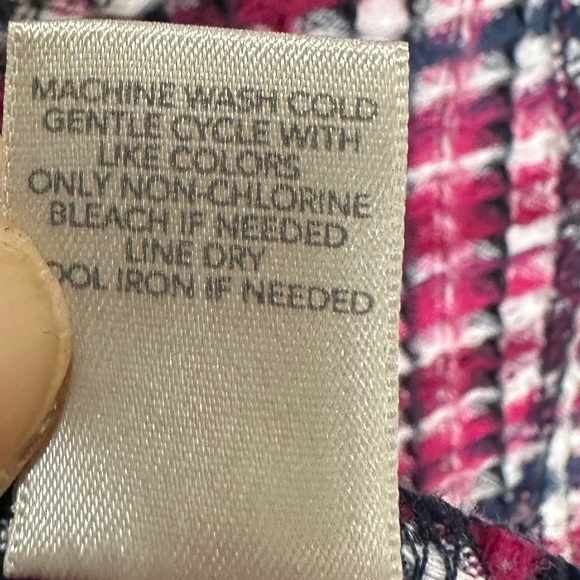 MACHINE WASH COLD
GENTLE CYCLE WITH
LIKE COLORS
ONLY NON-CHLORINE
BLEACH IF NEEDED
LINE DRY
OOL IRON IF NEEDED